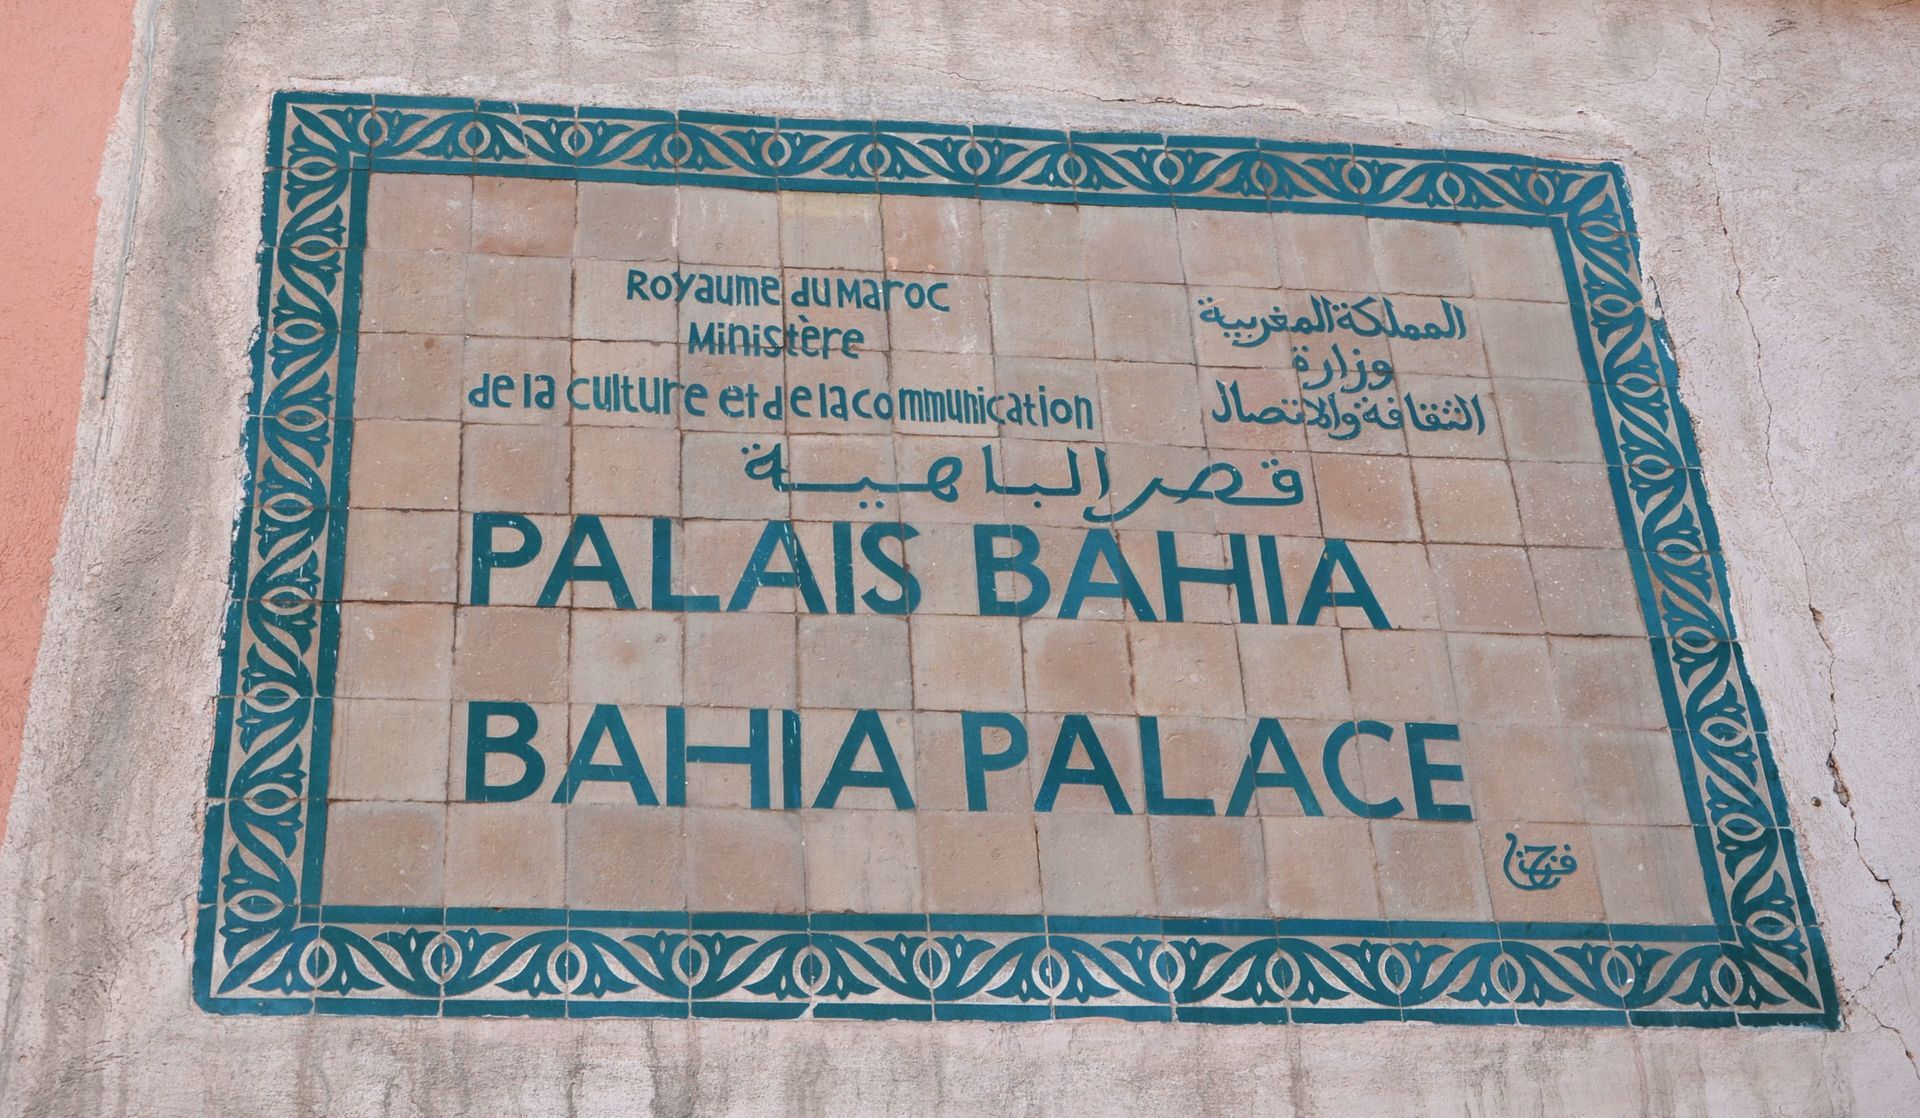 Royaume du Maroc
Ministère
de la culture et de la communication
المملكة المغربية
وزارة
الثقافة والاتصال
قصر الباهية
PALAIS BAHIA
BAHIA PALACE